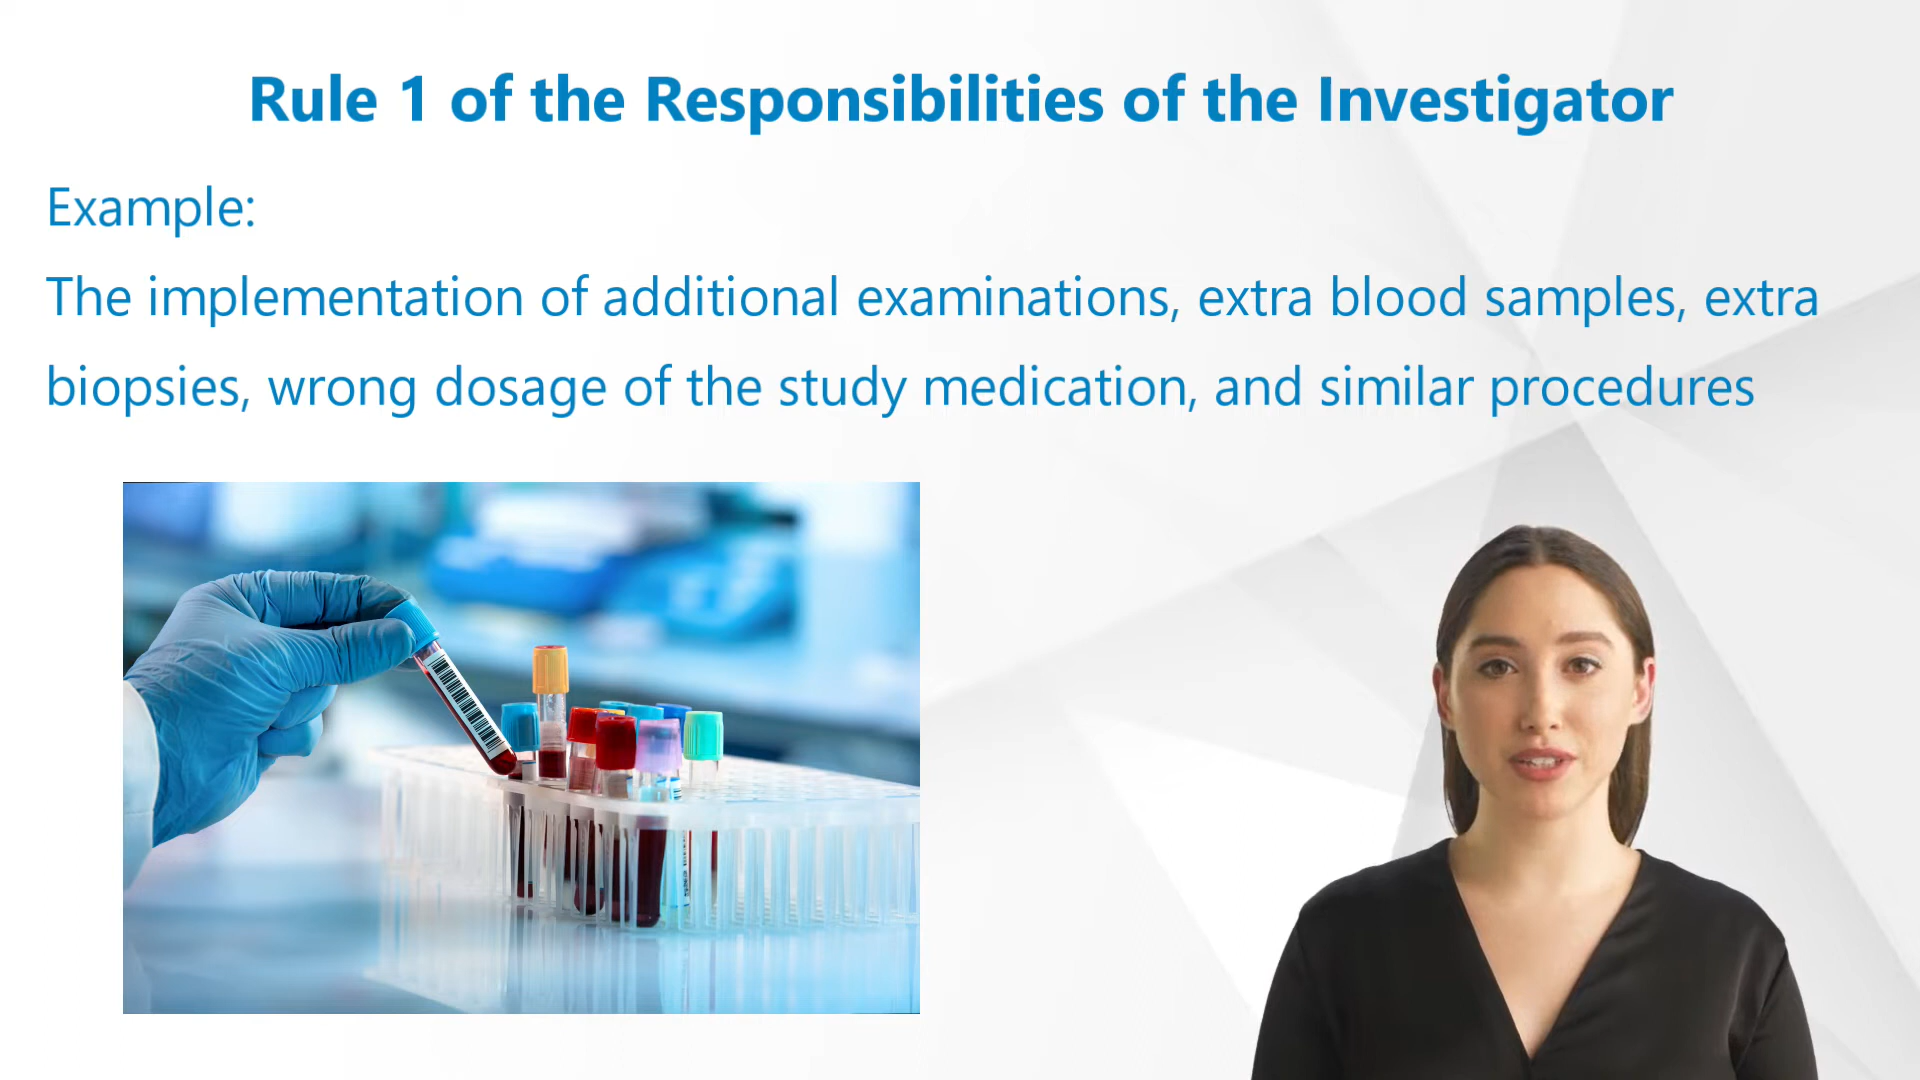 Rule 1 of the Responsibilities of the Investigator
Example:
The implementation of additional examinations, extra blood samples, extra
biopsies, wrong dosage of the study medication, and similar procedures